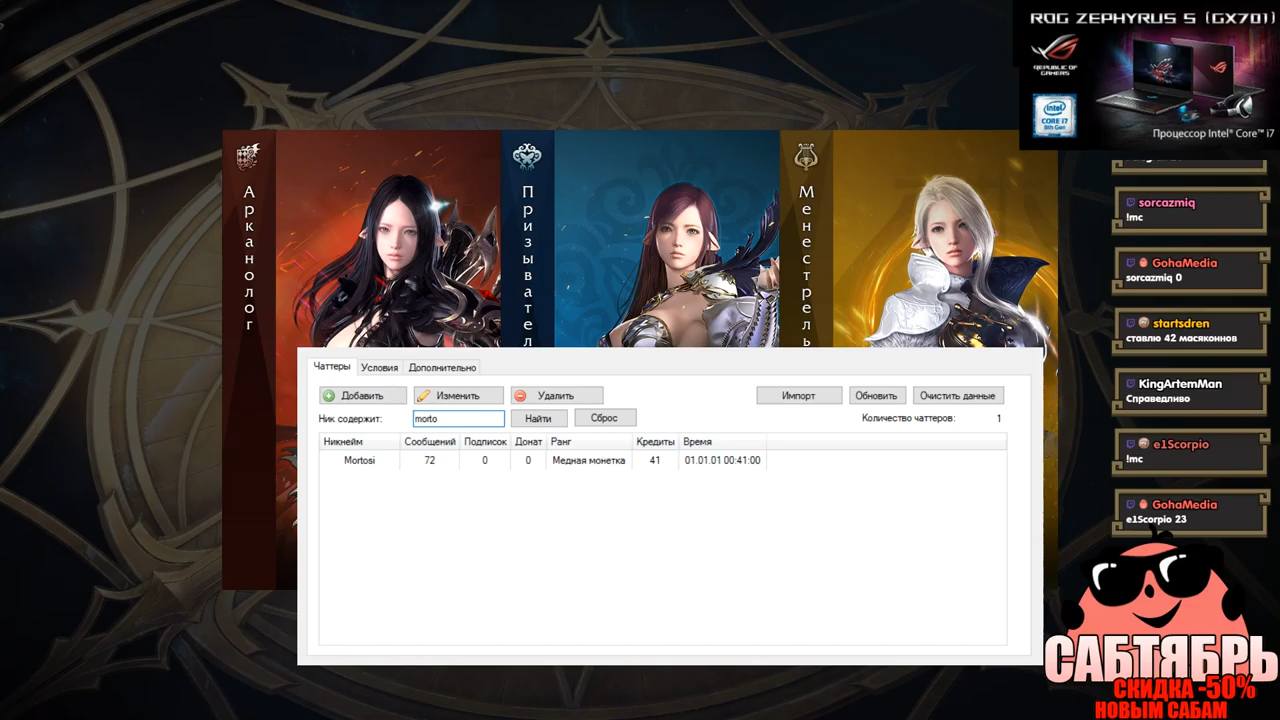 ROG ZEPHYRUS S (GX701)
REPUBLIC OF
GAMERS
intel
CORE i7
8th Gen
Процессор Intel® Core™ i7
Арканолог
Призывател
Менестрель
sorcazmiq
!mc
GohaMedia
sorcazmiq 0
startsdren
ставлю 42 масяконнов
KingArtemMan
Справедливо
e1Scorpio
!mc
GohaMedia
e1Scorpio 23
Чаттеры Условия Дополнительно
Добавить Изменить Удалить Импорт Обновить Очистить данные
Ник содержит: morto Найти Сброс Количество чаттеров: 1
Никнейм Сообщений Подписок Донат Ранг Кредиты Время
Mortosi 72 0 0 Медная монетка 41 01.01.01 00:41:00
САБТЯБРЬ
СКИДКА -50%
НОВЫМ САБАМ